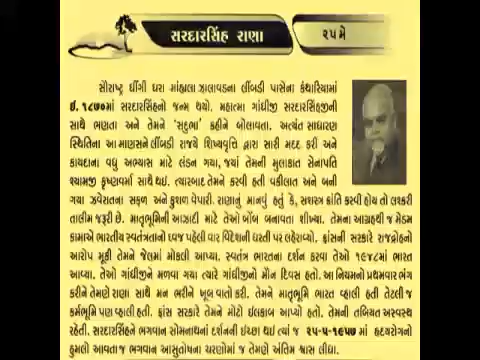 સરદારસિંહ રાણા
૨૫ મે
સૌરાષ્ટ્ર ધીંગી ધરા માંહ્યલા ઝાલાવડના લીંબડી પાસેના કંથારિયામાં
ઈ. ૧૮૭૦માં સરદારસિંહનો જન્મ થયો. મહાત્મા ગાંધીજી સરદારસિંહજીની
સાથે ભણતા અને તેમને 'સદુભા' કહીને બોલાવતા. અત્યંત સાધારણ
સ્થિતિના આ માણસને લીંબડી રાજ્યે શિષ્યવૃત્તિ દ્વારા સારી મદદ કરી અને
કાયદાના વધુ અભ્યાસ માટે લંડન ગયા, જ્યાં તેમની મુલાકાત સેનાપતિ
શ્યામજી કૃષ્ણવર્મા સાથે થઈ. ત્યારબાદ તેમને કરવી હતી વકીલાત અને બની
ગયા ઝવેરાતના સફળ અને કુશળ વેપારી. રાણાનું માનવું હતું કે, સશસ્ત્ર ક્રાંતિ કરવી હોય તો લશ્કરી
તાલીમ જરૂરી છે. માતૃભૂમિની આઝાદી માટે તેઓ બોંબ બનાવતા શીખ્યા. તેમના આગ્રહથી જ મેડમ
કામાએ ભારતીય સ્વતંત્રતાનો ધ્વજ પહેલી વાર વિદેશની ધરતી પર લહેરાવ્યો. ફ્રાંસની સરકારે રાજદ્રોહનો
આરોપ મૂકી તેમને જેલમાં મોકલી આપ્યા. સ્વતંત્ર ભારતના દર્શન કરવા તેઓ ૧૯૪૮માં ભારત
આવ્યા. તેઓ ગાંધીજીને મળવા ગયા ત્યારે ગાંધીજીનો મૌન દિવસ હતો. આ નિયમનો પ્રથમવાર ભંગ
કરીને તેમણે રાણા સાથે મન ભરીને ખૂબ વાતો કરી. તેમને માતૃભૂમિ ભારત વ્હાલી હતી તેટલી જ
કર્મભૂમિ પણ વ્હાલી હતી. ફ્રાંસ સરકારે તેમને મોટો ઈલકાબ આપ્યો હતો. તેમની તબિયત અસ્વસ્થ
રહેતી. સરદારસિંહને ભગવાન સોમનાથનાં દર્શનની ઇચ્છા થઈ ત્યાં જ ૨૫-૫-૧૯૫૭ માં હૃદયરોગનો
હુમલો આવતા જ ભગવાન આસુતોષના ચરણોમાં જ તેમણે અંતિમ શ્વાસ લીધા.